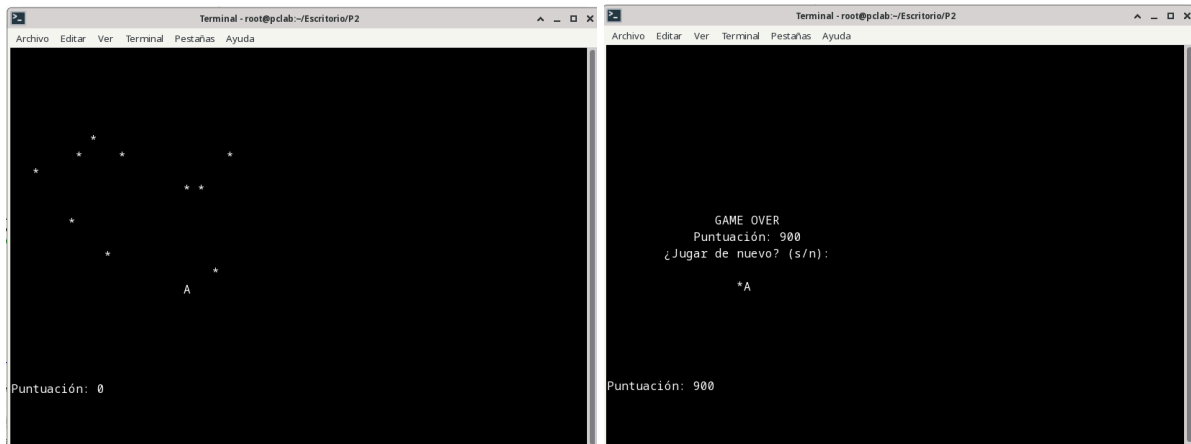 Terminal - root@pclab:~/Escritorio/P2
Archivo Editar Ver Terminal Pestañas Ayuda
*
* * *
*
* *
*
*
*
A
Puntuación: 0
Terminal - root@pclab:~/Escritorio/P2
Archivo Editar Ver Terminal Pestañas Ayuda
GAME OVER
Puntuación: 900
¿Jugar de nuevo? (s/n):
*A
Puntuación: 900